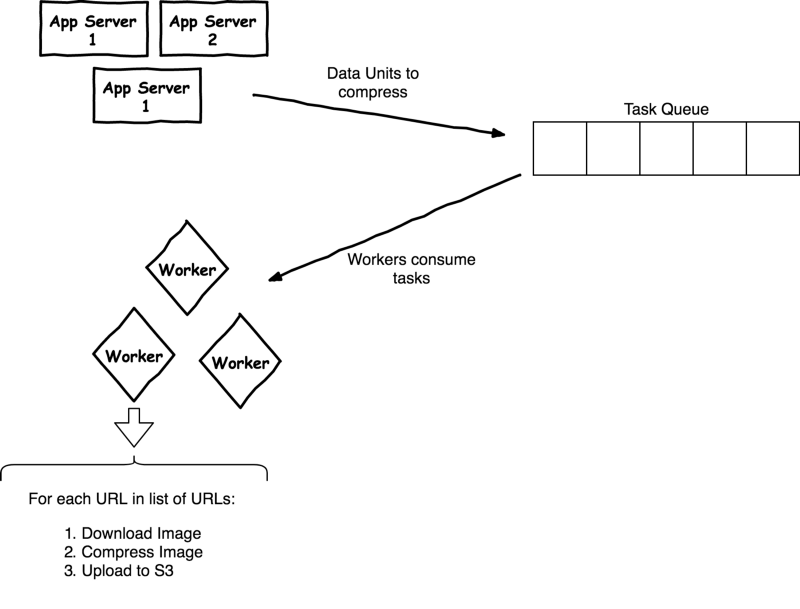 App Server
1
App Server
2
App Server
1
Data Units to
compress
Task Queue
Workers consume
tasks
Worker
Worker
Worker
For each URL in list of URLs:
1. Download Image
2. Compress Image
3. Upload to S3